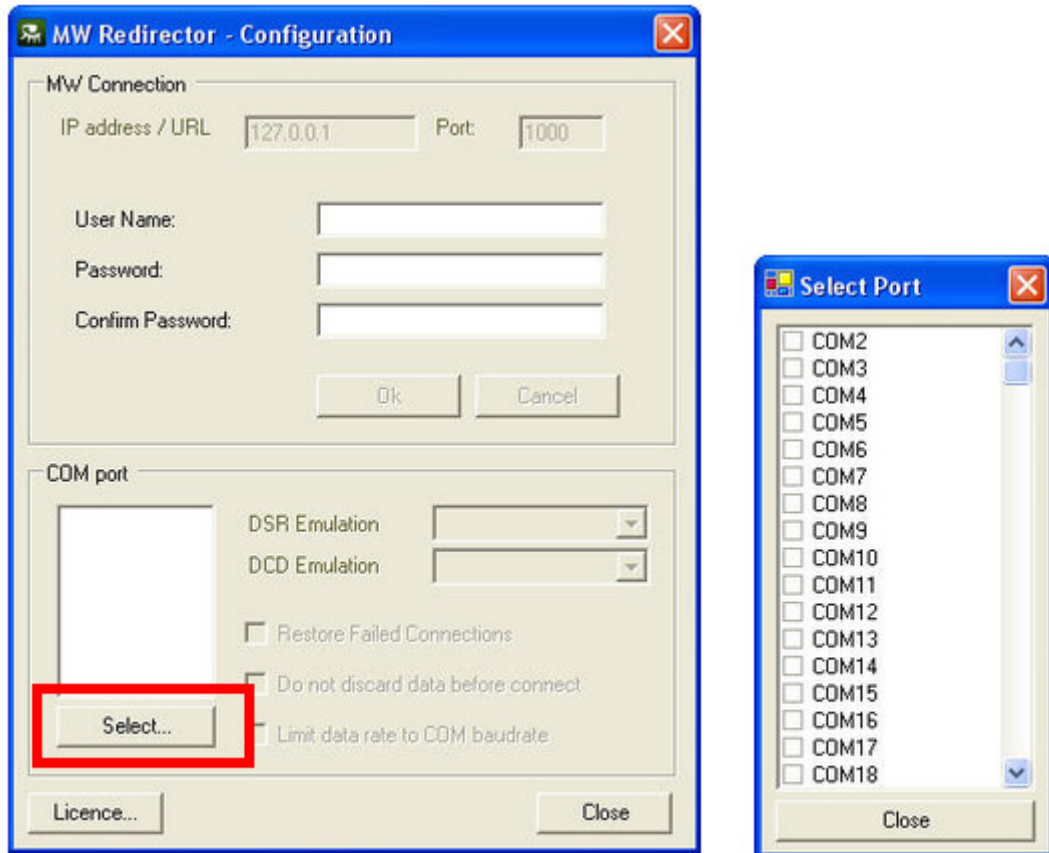 MW Redirector - Configuration
MW Connection
IP address / URL 127.0.0.1 Port: 1000
User Name:
Password:
Confirm Password:
Ok Cancel
COM port
DSR Emulation
DCD Emulation
Restore Failed Connections
Do not discard data before connect
Select...
Limit data rate to COM baudrate
Licence... Close
Select Port
COM2
COM3
COM4
COM5
COM6
COM7
COM8
COM9
COM10
COM11
COM12
COM13
COM14
COM15
COM16
COM17
COM18
Close